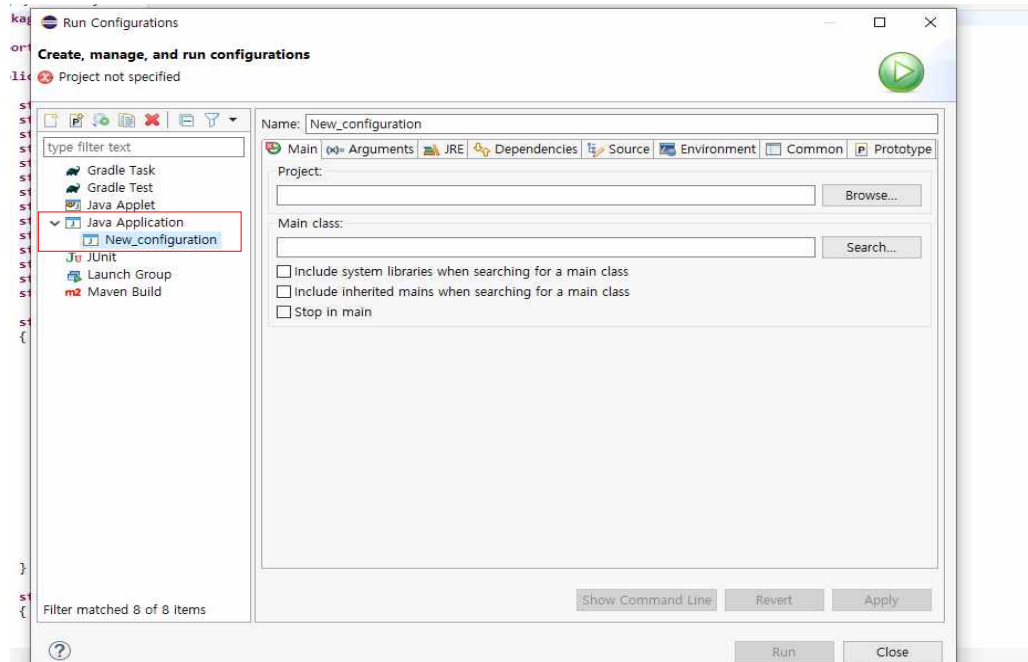 Run Configurations
Create, manage, and run configurations
Project not specified
type filter text
Gradle Task
Gradle Test
Java Applet
Java Application
New_configuration
JUnit
Launch Group
m2 Maven Build
Filter matched 8 of 8 items
Name: New_configuration
Main (x)= Arguments JRE Dependencies Source Environment Common P Prototype
Project:
Browse...
Main class:
Search...
Include system libraries when searching for a main class
Include inherited mains when searching for a main class
Stop in main
Show Command Line Revert Apply
Run Close